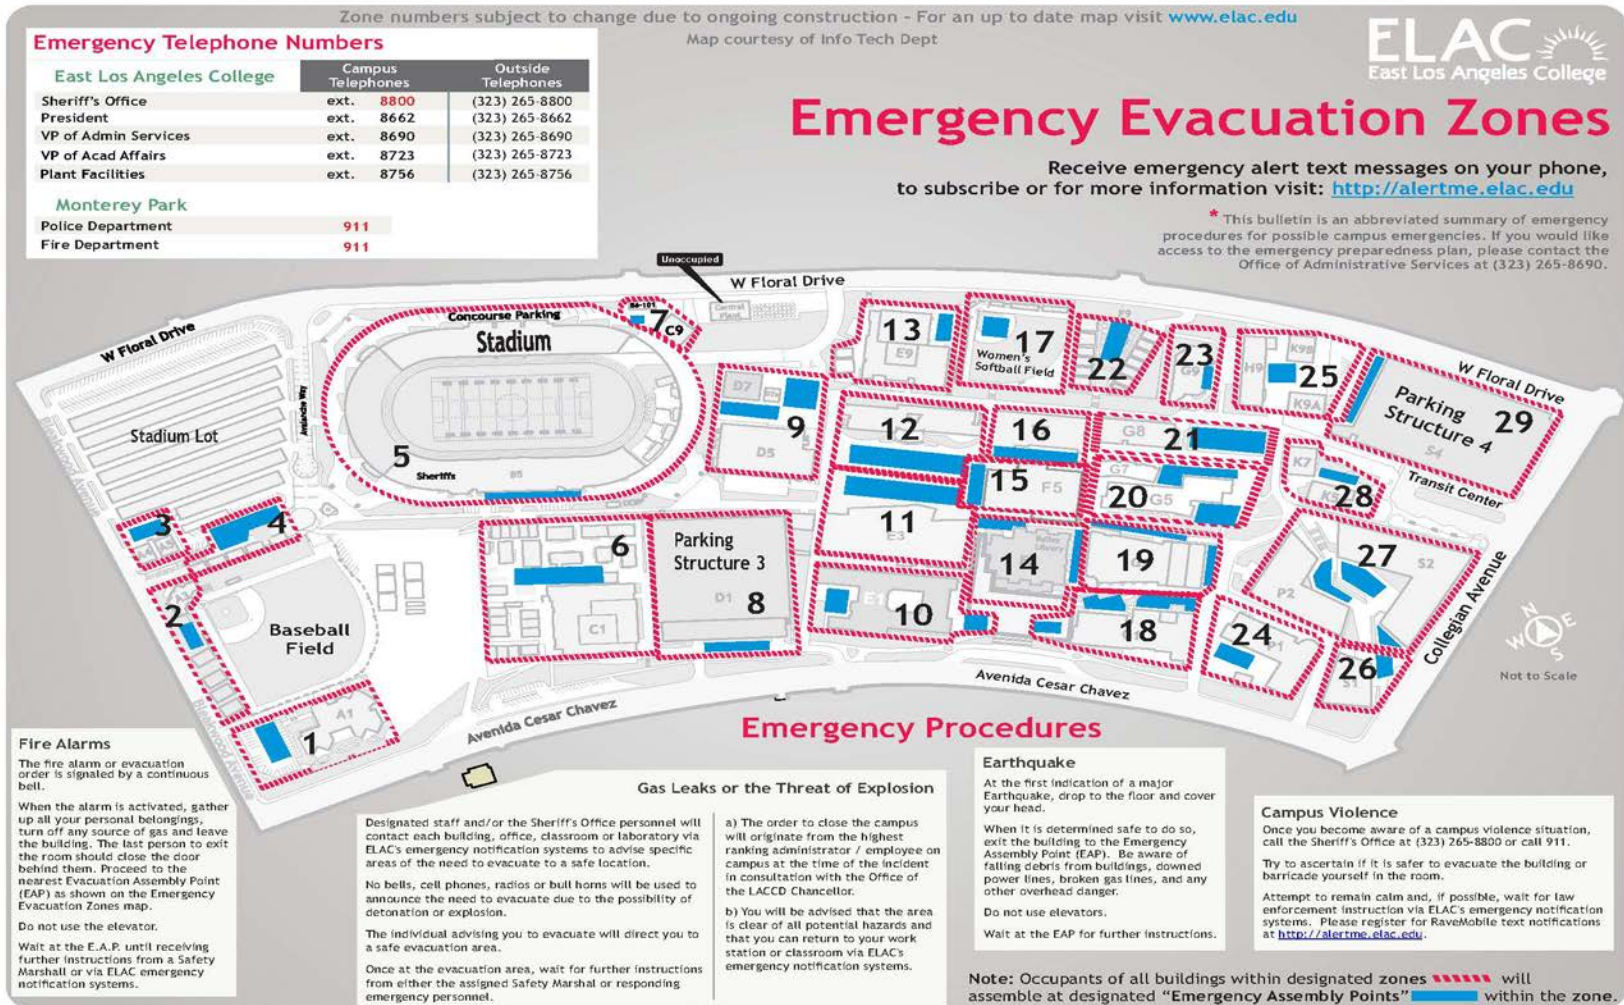 Zone numbers subject to change due to ongoing construction - For an up to date map visit www.elac.edu
Map courtesy of Info Tech Dept
ELAC
East Los Angeles College
Emergency Telephone Numbers
East Los Angeles College
Campus Telephones
Outside Telephones
Sheriff's Office ext. 8800 (323) 265-8800
President ext. 8662 (323) 265-8662
VP of Admin Services ext. 8690 (323) 265-8690
VP of Acad Affairs ext. 8723 (323) 265-8723
Plant Facilities ext. 8756 (323) 265-8756
Monterey Park
Police Department 911
Fire Department 911
Emergency Evacuation Zones
Receive emergency alert text messages on your phone,
to subscribe or for more information visit: http://alertme.elac.edu
* This bulletin is an abbreviated summary of emergency
procedures for possible campus emergencies. If you would like
access to the emergency preparedness plan, please contact the
Office of Administrative Services at (323) 265-8690.
Unoccupied
W Floral Drive
W Floral Drive
W Floral Drive
Central Plant
Concourse Parking
Stadium
7
C9
13
E9
17
Women's
Softball Field
22
F9
23
G9
25
H9
K9B
K9A
Parking
Structure 4
29
S4
Transit Center
Stadium Lot
Avalanche Way
Bleakwood Avenue
5
Sheriffs
B5
D7
9
D5
12
16
G8
21
15
F5
G7
20
G5
K7
28
K5
3
A4
4
2
A3
Baseball
Field
6
C1
Parking
Structure 3
D1
8
11
E3
14
Library
19
27
S2
P2
10
E1
18
24
P1
26
S1
Collegian Avenue
N
E
S
W
Not to Scale
1
A1
Bleakwood Avenue
Avenida Cesar Chavez
Avenida Cesar Chavez
Emergency Procedures
Fire Alarms
The fire alarm or evacuation
order is signaled by a continuous
bell.
When the alarm is activated, gather
up all your personal belongings,
turn off any source of gas and leave
the building. The last person to exit
the room should close the door
behind them. Proceed to the
nearest Evacuation Assembly Point
(EAP) as shown on the Emergency
Evacuation Zones map.
Do not use the elevator.
Wait at the E.A.P. until receiving
further instructions from a Safety
Marshall or via ELAC emergency
notification systems.
Gas Leaks or the Threat of Explosion
Designated staff and/or the Sheriff's Office personnel will
contact each building, office, classroom or laboratory via
ELAC's emergency notification systems to advise specific
areas of the need to evacuate to a safe location.
No bells, cell phones, radios or bull horns will be used to
announce the need to evacuate due to the possibility of
detonation or explosion.
The individual advising you to evacuate will direct you to
a safe evacuation area.
Once at the evacuation area, wait for further instructions
from either the assigned Safety Marshal or responding
emergency personnel.
a) The order to close the campus
will originate from the highest
ranking administrator / employee on
campus at the time of the incident
in consultation with the Office of
the LACCD Chancellor.
b) You will be advised that the area
is clear of all potential hazards and
that you can return to your work
station or classroom via ELAC's
emergency notification systems.
Earthquake
At the first indication of a major
Earthquake, drop to the floor and cover
your head.
When it is determined safe to do so,
exit the building to the Emergency
Assembly Point (EAP). Be aware of
falling debris from buildings, downed
power lines, broken gas lines, and any
other overhead danger.
Do not use elevators.
Wait at the EAP for further instructions.
Campus Violence
Once you become aware of a campus violence situation,
call the Sheriff's Office at (323) 265-8800 or call 911.
Try to ascertain if it is safer to evacuate the building or
barricade yourself in the room.
Attempt to remain calm and, if possible, wait for law
enforcement instruction via ELAC's emergency notification
systems. Please register for RaveMobile text notifications
at http://alertme.elac.edu.
Note: Occupants of all buildings within designated zones will
assemble at designated "Emergency Assembly Points" within the zone.